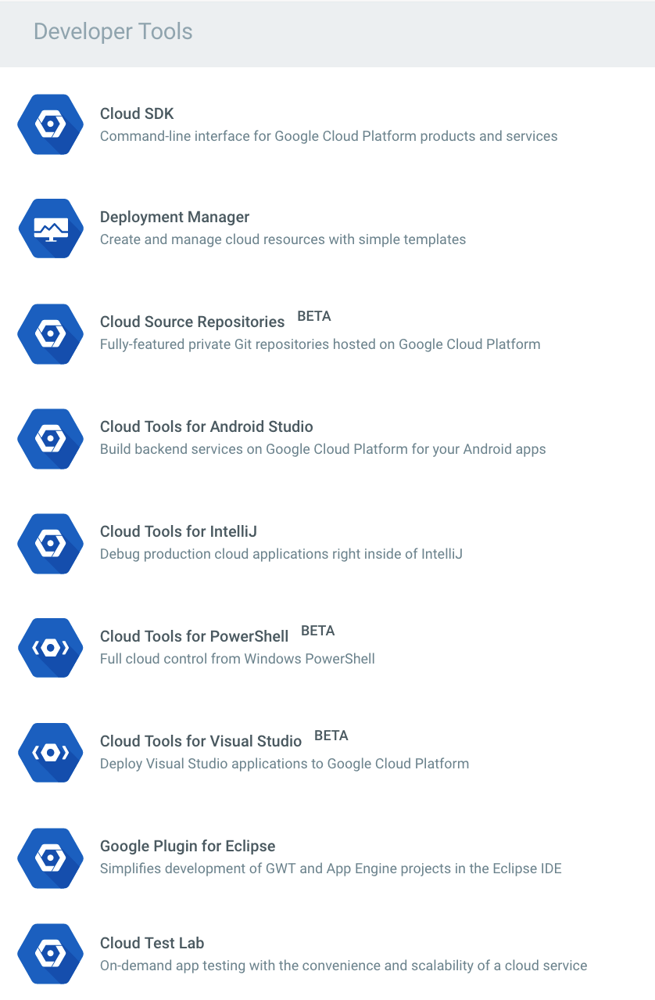 Developer Tools
Cloud SDK
Command-line interface for Google Cloud Platform products and services
Deployment Manager
Create and manage cloud resources with simple templates
Cloud Source Repositories BETA
Fully-featured private Git repositories hosted on Google Cloud Platform
Cloud Tools for Android Studio
Build backend services on Google Cloud Platform for your Android apps
Cloud Tools for IntelliJ
Debug production cloud applications right inside of IntelliJ
Cloud Tools for PowerShell BETA
Full cloud control from Windows PowerShell
Cloud Tools for Visual Studio BETA
Deploy Visual Studio applications to Google Cloud Platform
Google Plugin for Eclipse
Simplifies development of GWT and App Engine projects in the Eclipse IDE
Cloud Test Lab
On-demand app testing with the convenience and scalability of a cloud service